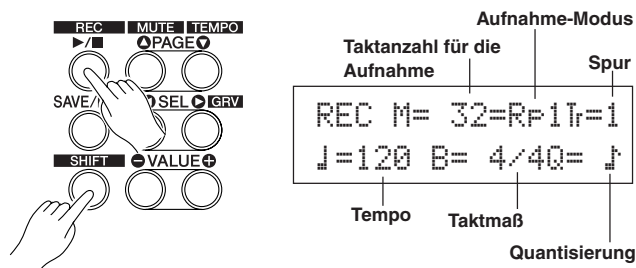 REC MUTE TEMPO
▶/■ PAGE
SAVE/ SEL GRV
SHIFT VALUE
Aufnahme-Modus
Taktanzahl für die
Aufnahme
Spur
REC M= 32=Rp1Tr=1
♩=120 B= 4/4Q= ♪
Tempo
Taktmaß
Quantisierung